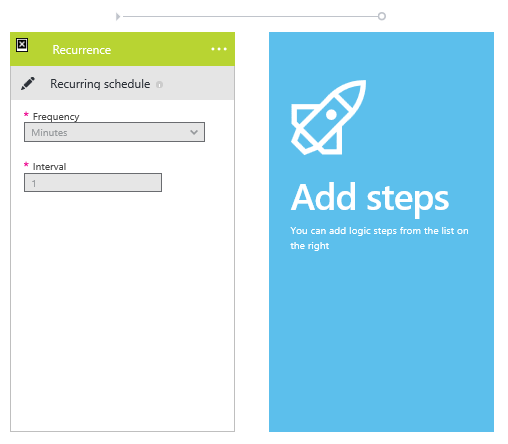 Recurrence
Recurring schedule
* Frequency
Minutes
* Interval
1
Add steps
You can add logic steps from the list on
the right